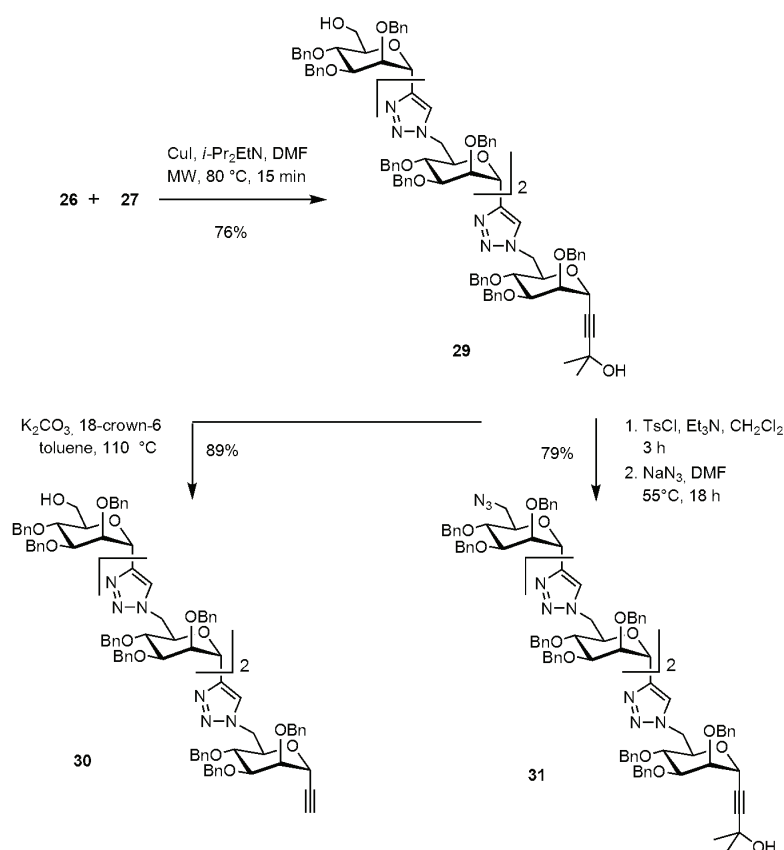 HO
OBn
O
BnO
BnO
N
N=N
OBn
O
BnO
BnO
2
CuI, i-Pr₂EtN, DMF
MW, 80 °C, 15 min
26 + 27
76%
N
N=N
OBn
O
BnO
BnO
29
OH
K₂CO₃, 18-crown-6
toluene, 110 °C
89%
79%
1. TsCl, Et₃N, CH₂Cl₂
3 h
2. NaN₃, DMF
55°C, 18 h
HO
OBn
O
BnO
BnO
N
N=N
OBn
O
BnO
BnO
2
N
N=N
OBn
O
BnO
BnO
30
N₃
OBn
O
BnO
BnO
N
N=N
OBn
O
BnO
BnO
2
N
N=N
OBn
O
BnO
BnO
31
OH